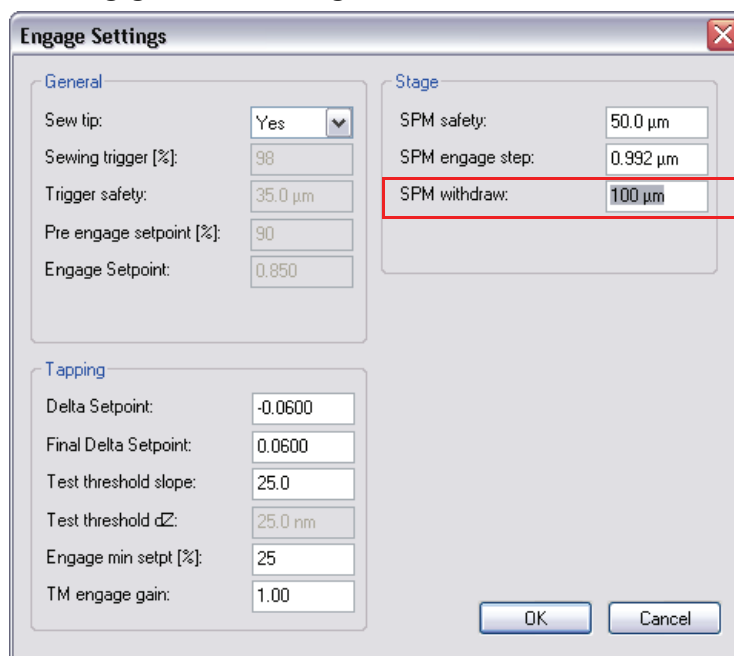 Engage Settings
General
Sew tip: Yes
Sewing trigger [%]: 98
Trigger safety: 35.0 µm
Pre engage setpoint [%]: 90
Engage Setpoint: 0.850
Stage
SPM safety: 50.0 µm
SPM engage step: 0.992 µm
SPM withdraw: 100 µm
Tapping
Delta Setpoint: -0.0600
Final Delta Setpoint: 0.0600
Test threshold slope: 25.0
Test threshold dZ: 25.0 nm
Engage min setpt [%]: 25
TM engage gain: 1.00
OK Cancel